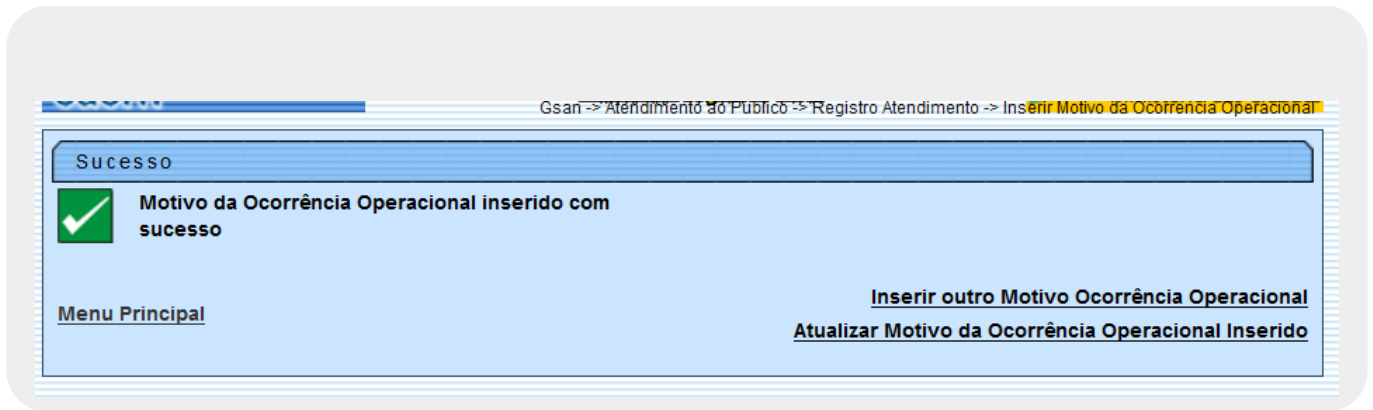 Gsan -> Atendimento ao Publico -> Registro Atendimento -> Inserir Motivo da Ocorrencia Operacional
Sucesso
Motivo da Ocorrência Operacional inserido com
sucesso
Inserir outro Motivo Ocorrência Operacional
Menu Principal
Atualizar Motivo da Ocorrência Operacional Inserido